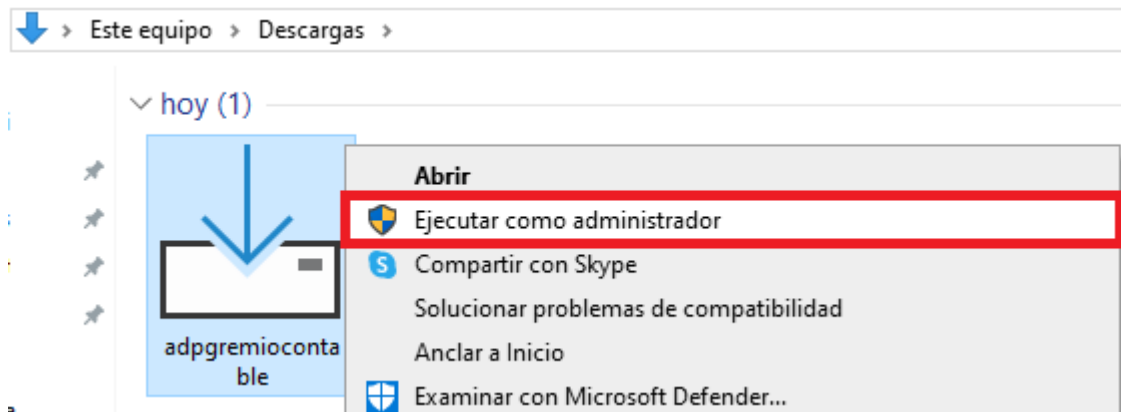 Este equipo > Descargas >
hoy (1)
Abrir
Ejecutar como administrador
Compartir con Skype
Solucionar problemas de compatibilidad
adpgremioconta
ble
Anclar a Inicio
Examinar con Microsoft Defender...